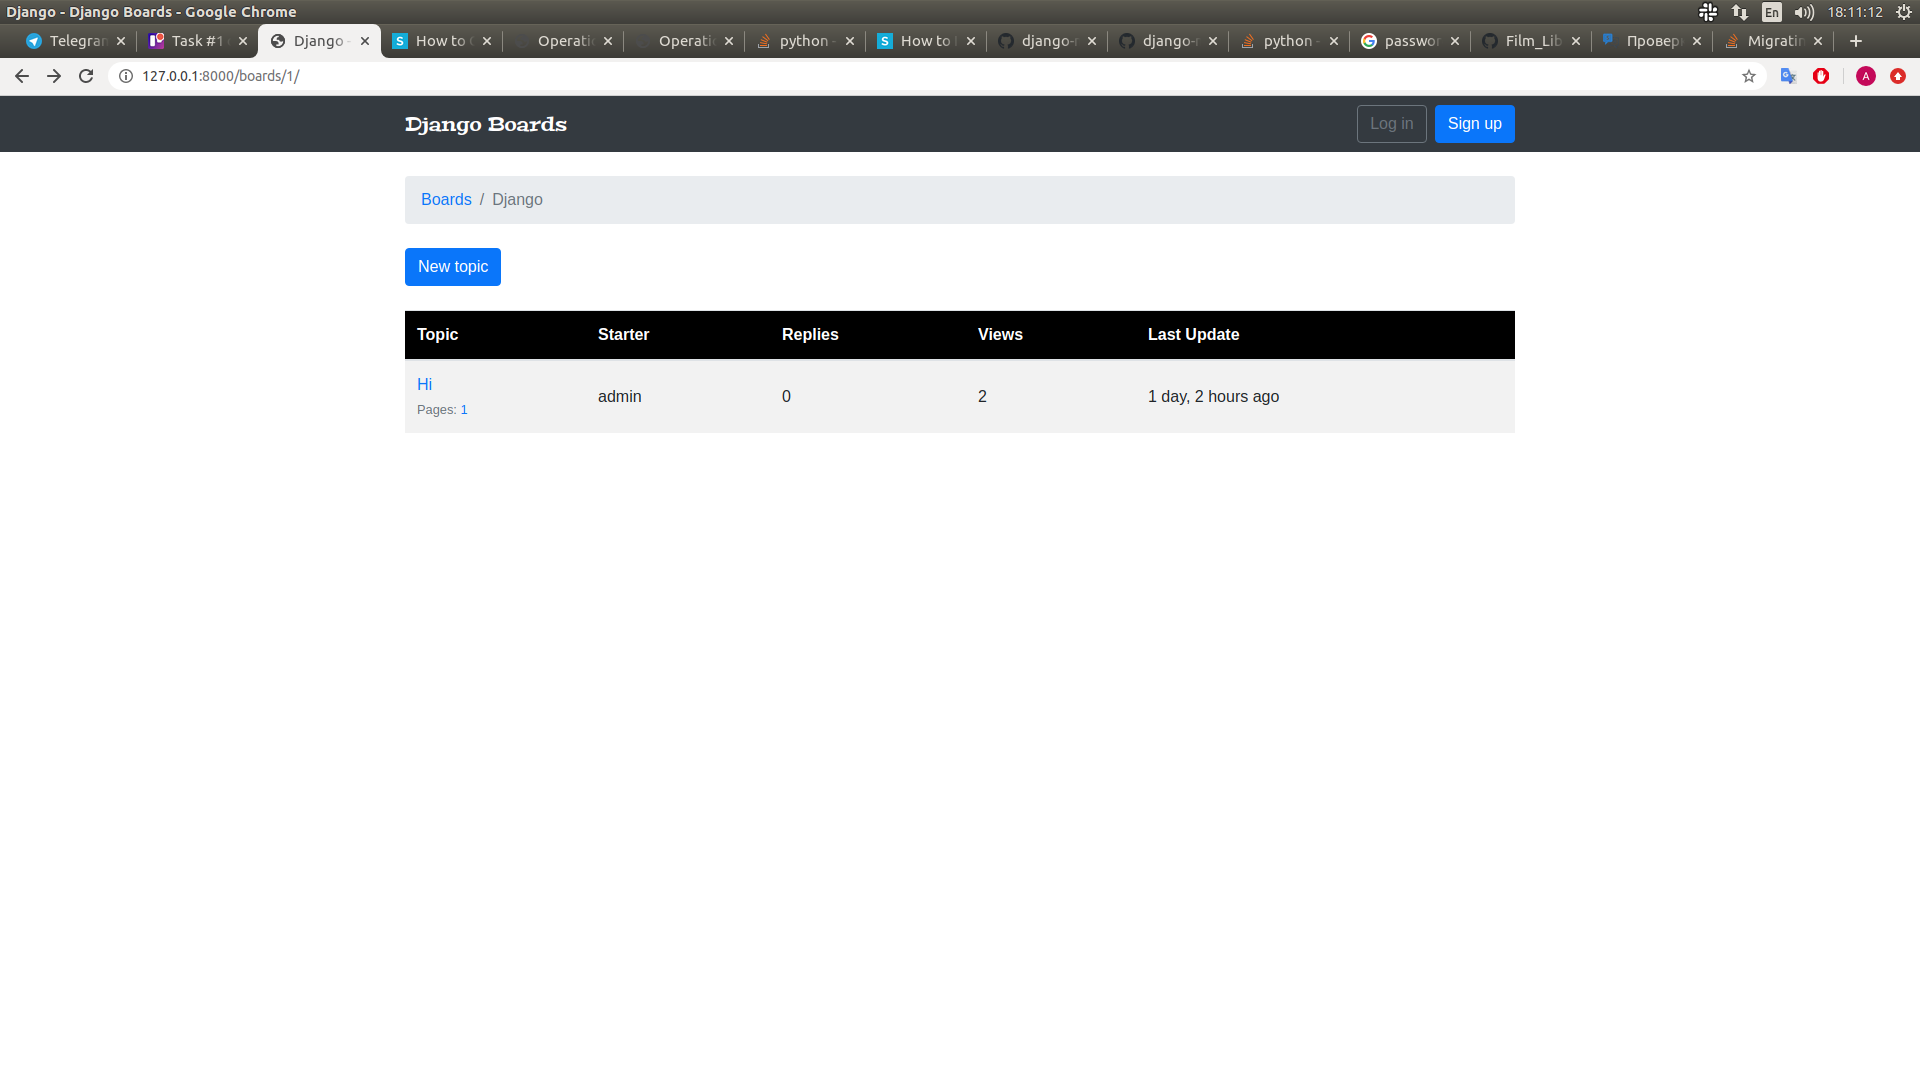 Django - Django Boards - Google Chrome
En
18:11:12
Telegran
Task #1
Django -
How to
Operati
Operati
python -
How to
django-r
django-r
python -
passwor
Film_Lib
Провер
Migratin
127.0.0.1:8000/boards/1/
A
Django Boards
Log in
Sign up
Boards / Django
New topic
Topic Starter Replies Views Last Update
Hi
admin 0 2 1 day, 2 hours ago
Pages: 1